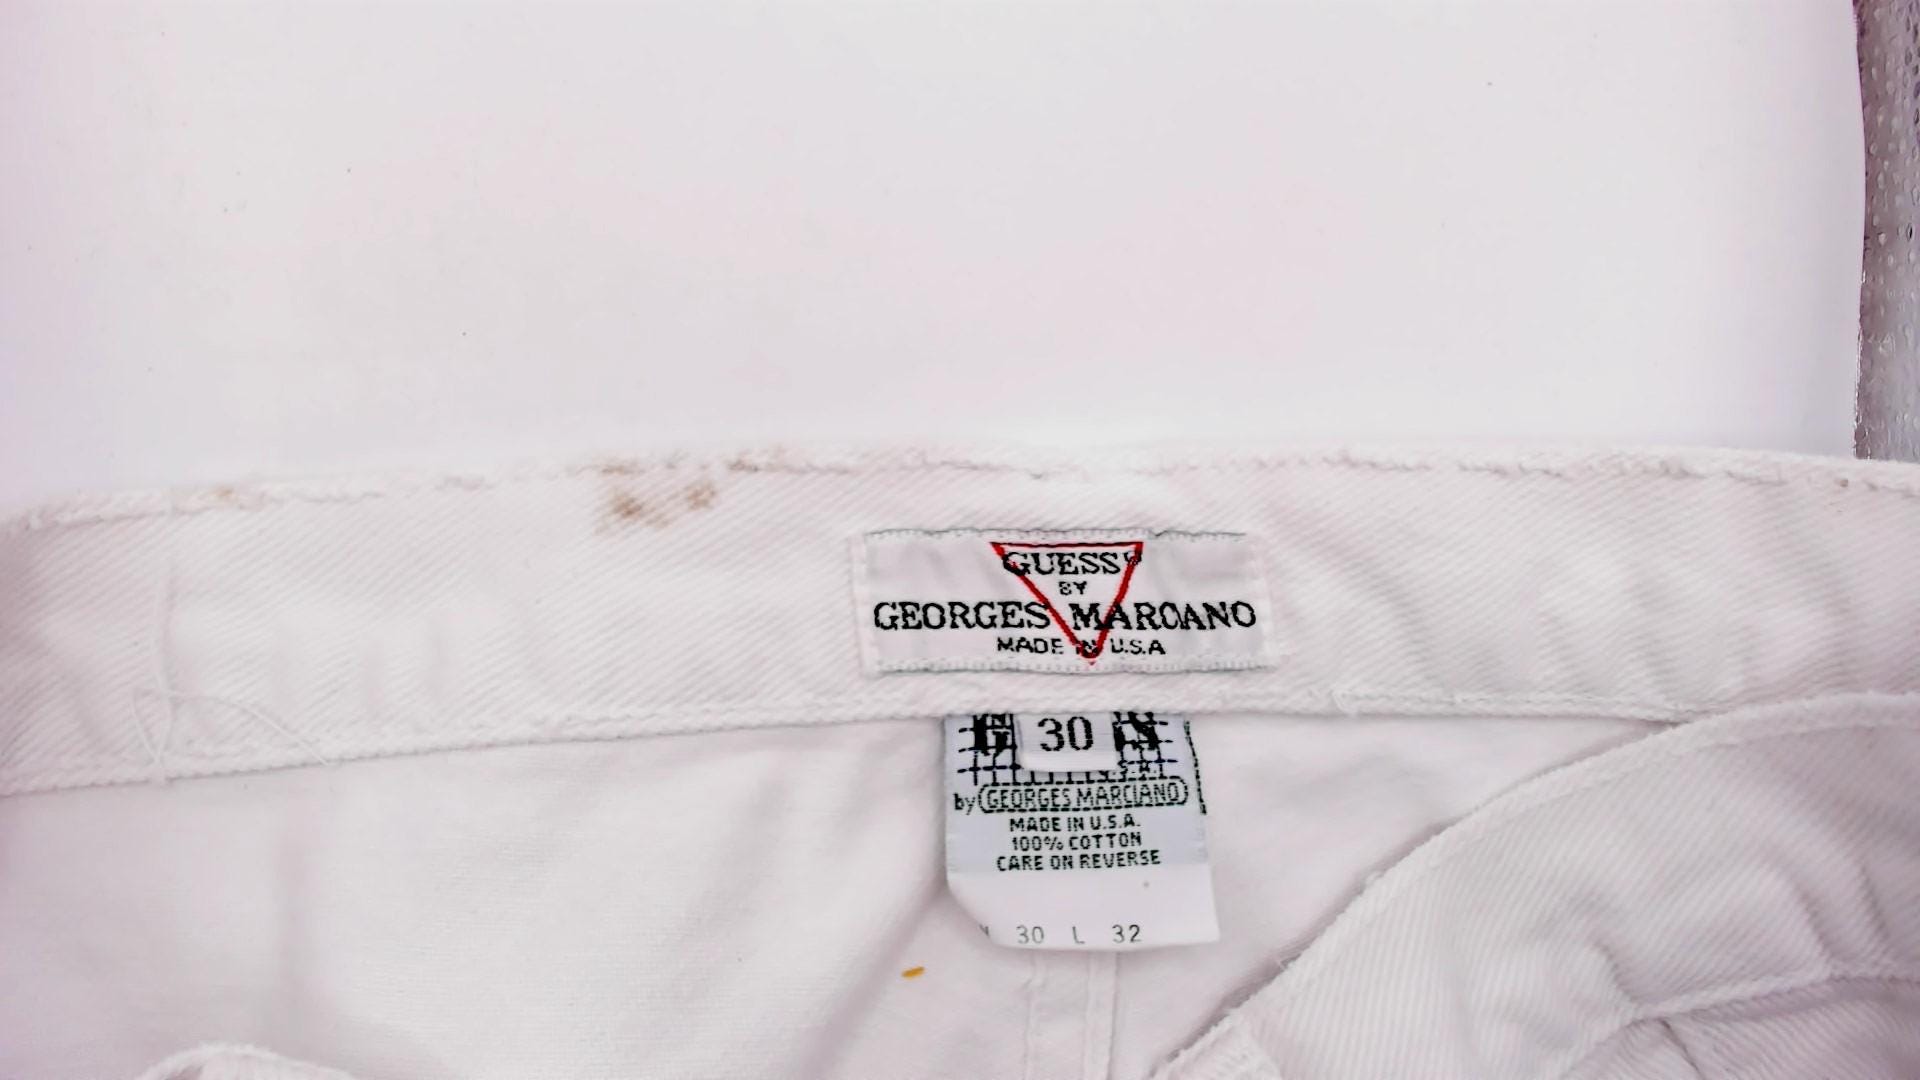 GUESS®
BY
GEORGES MARCIANO
MADE IN U.S.A
30
U.S.A.
by GEORGES MARCIANO
MADE IN U.S.A.
100% COTTON
CARE ON REVERSE
30 L 32